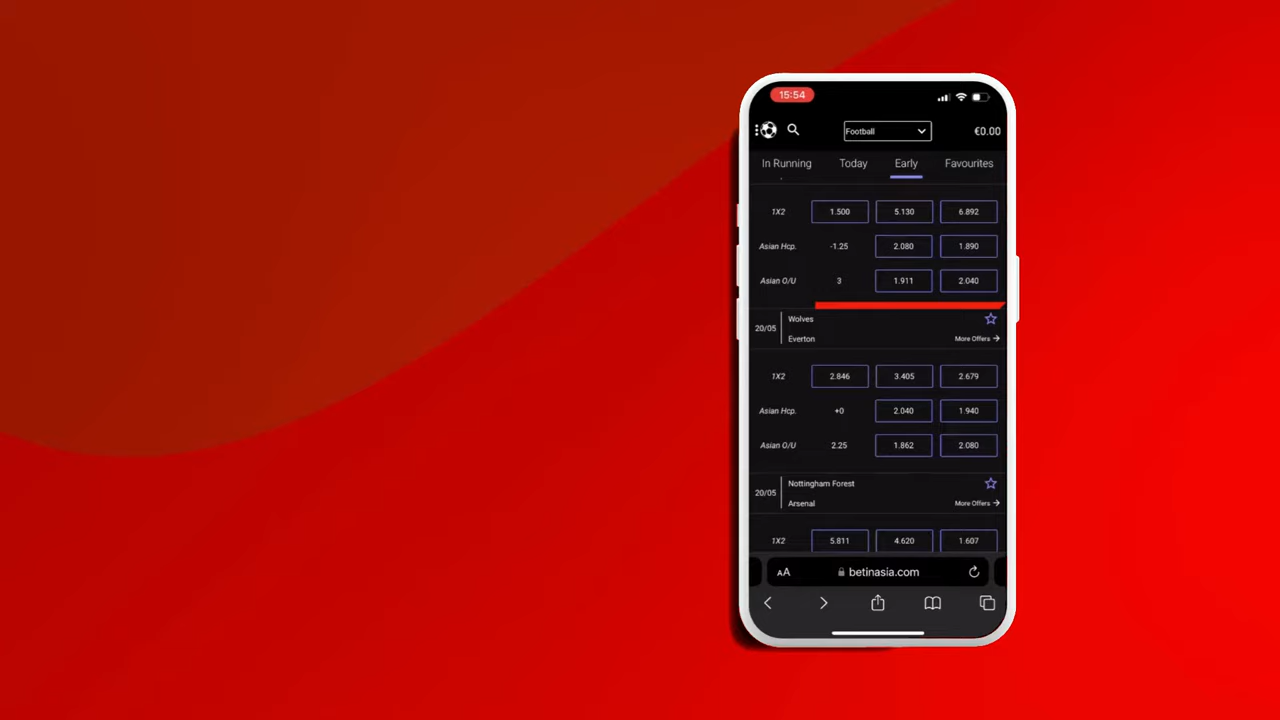 15:54
Football €0.00
In Running Today Early Favourites
1X2 1.500 5.130 6.892
Asian Hcp. -1.25 2.080 1.890
Asian O/U 3 1.911 2.040
20/05 Wolves
Everton More Offers →
1X2 2.846 3.405 2.679
Asian Hcp. +0 2.040 1.940
Asian O/U 2.25 1.862 2.080
20/05 Nottingham Forest
Arsenal More Offers →
1X2 5.811 4.620 1.607
AA betinasia.com